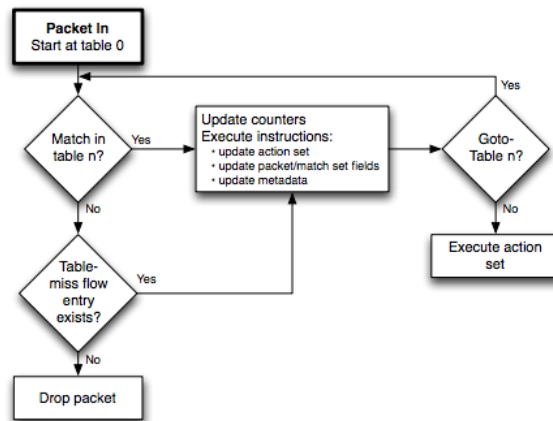 Packet In
Start at table 0
Yes
Update counters
Execute instructions:
• update action set
• update packet/match set fields
• update metadata
Match in
table n?
Yes
Goto-
Table n?
No
No
Execute action
set
Table-
miss flow
entry
exists?
Yes
No
Drop packet